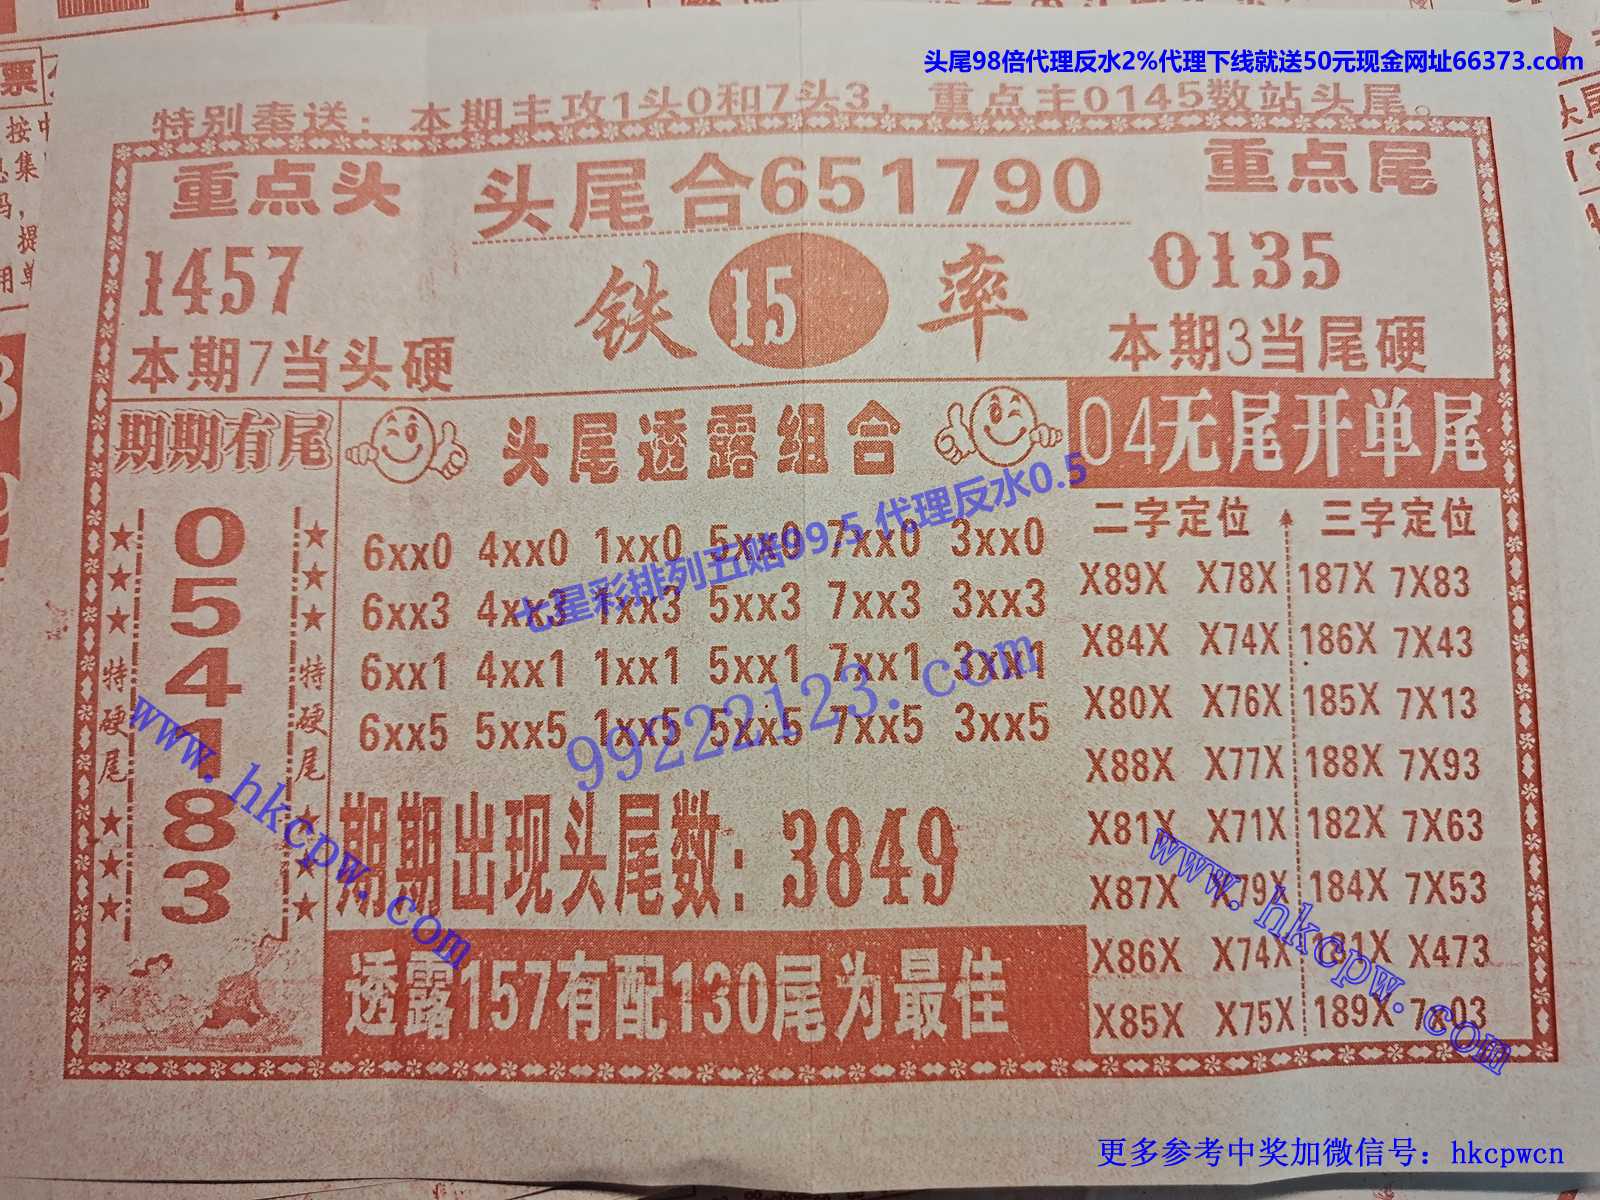 头尾98倍代理反水2%代理下线就送50元现金网址66373.com
特别奉送：本期主攻1头0和7头3，重点主0145数站头尾。
重点头
头尾合651790
重点尾
1457
铁15率
0135
本期7当头硬
本期3当尾硬
期期有尾
头尾透露组合
04无尾开单尾
七星彩排列五赔99.5 代理反水0.5
二字定位 三字定位
0
5
4
1
8
3
特硬尾
特硬尾
6xx0 4xx0 1xx0 5xx0 7xx0 3xx0
6xx3 4xx3 1xx3 5xx3 7xx3 3xx3
6xx1 4xx1 1xx1 5xx1 7xx1 3xx1
6xx5 5xx5 1xx5 5xx5 7xx5 3xx5
99222123.com
X89X X78X 187X 7X83
X84X X74X 186X 7X43
X80X X76X 185X 7X13
X88X X77X 188X 7X93
X81X X71X 182X 7X63
X87X X79X 184X 7X53
X86X X74X 181X X473
X85X X75X 189X 7x03
期期出现头尾数：3849
透露157有配130尾为最佳
www.hkcpw.com
www.hkcpw.com
更多参考中奖加微信号：hkcpwcn